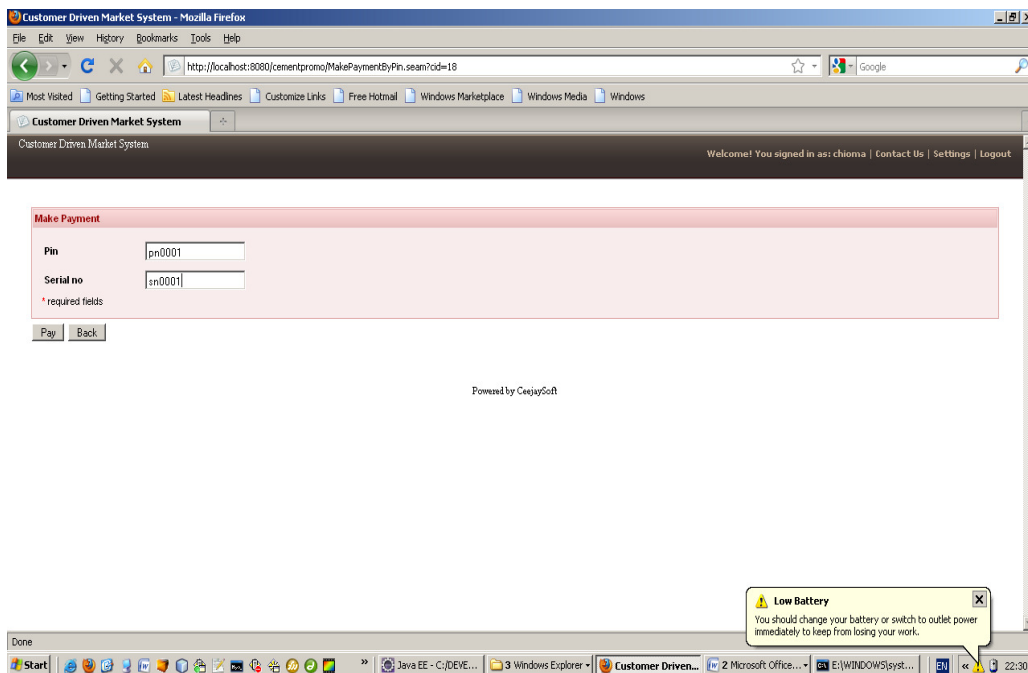 Customer Driven Market System - Mozilla Firefox
File Edit View History Bookmarks Tools Help
http://localhost:8080/cementpromo/MakePaymentByPin.seam?cid=18
Google
Most Visited Getting Started Latest Headlines Customize Links Free Hotmail Windows Marketplace Windows Media Windows
Customer Driven Market System
Customer Driven Market System
Welcome! You signed in as: chioma | Contact Us | Settings | Logout
Make Payment
Pin pn0001
Serial no sn0001
* required fields
Pay Back
Powered by CeejaySoft
Low Battery
You should change your battery or switch to outlet power
immediately to keep from losing your work.
Done
Start » Java EE - C:/DEVE... 3 Windows Explorer Customer Driven... 2 Microsoft Office... E:\WINDOWS\syst... EN « 22:30